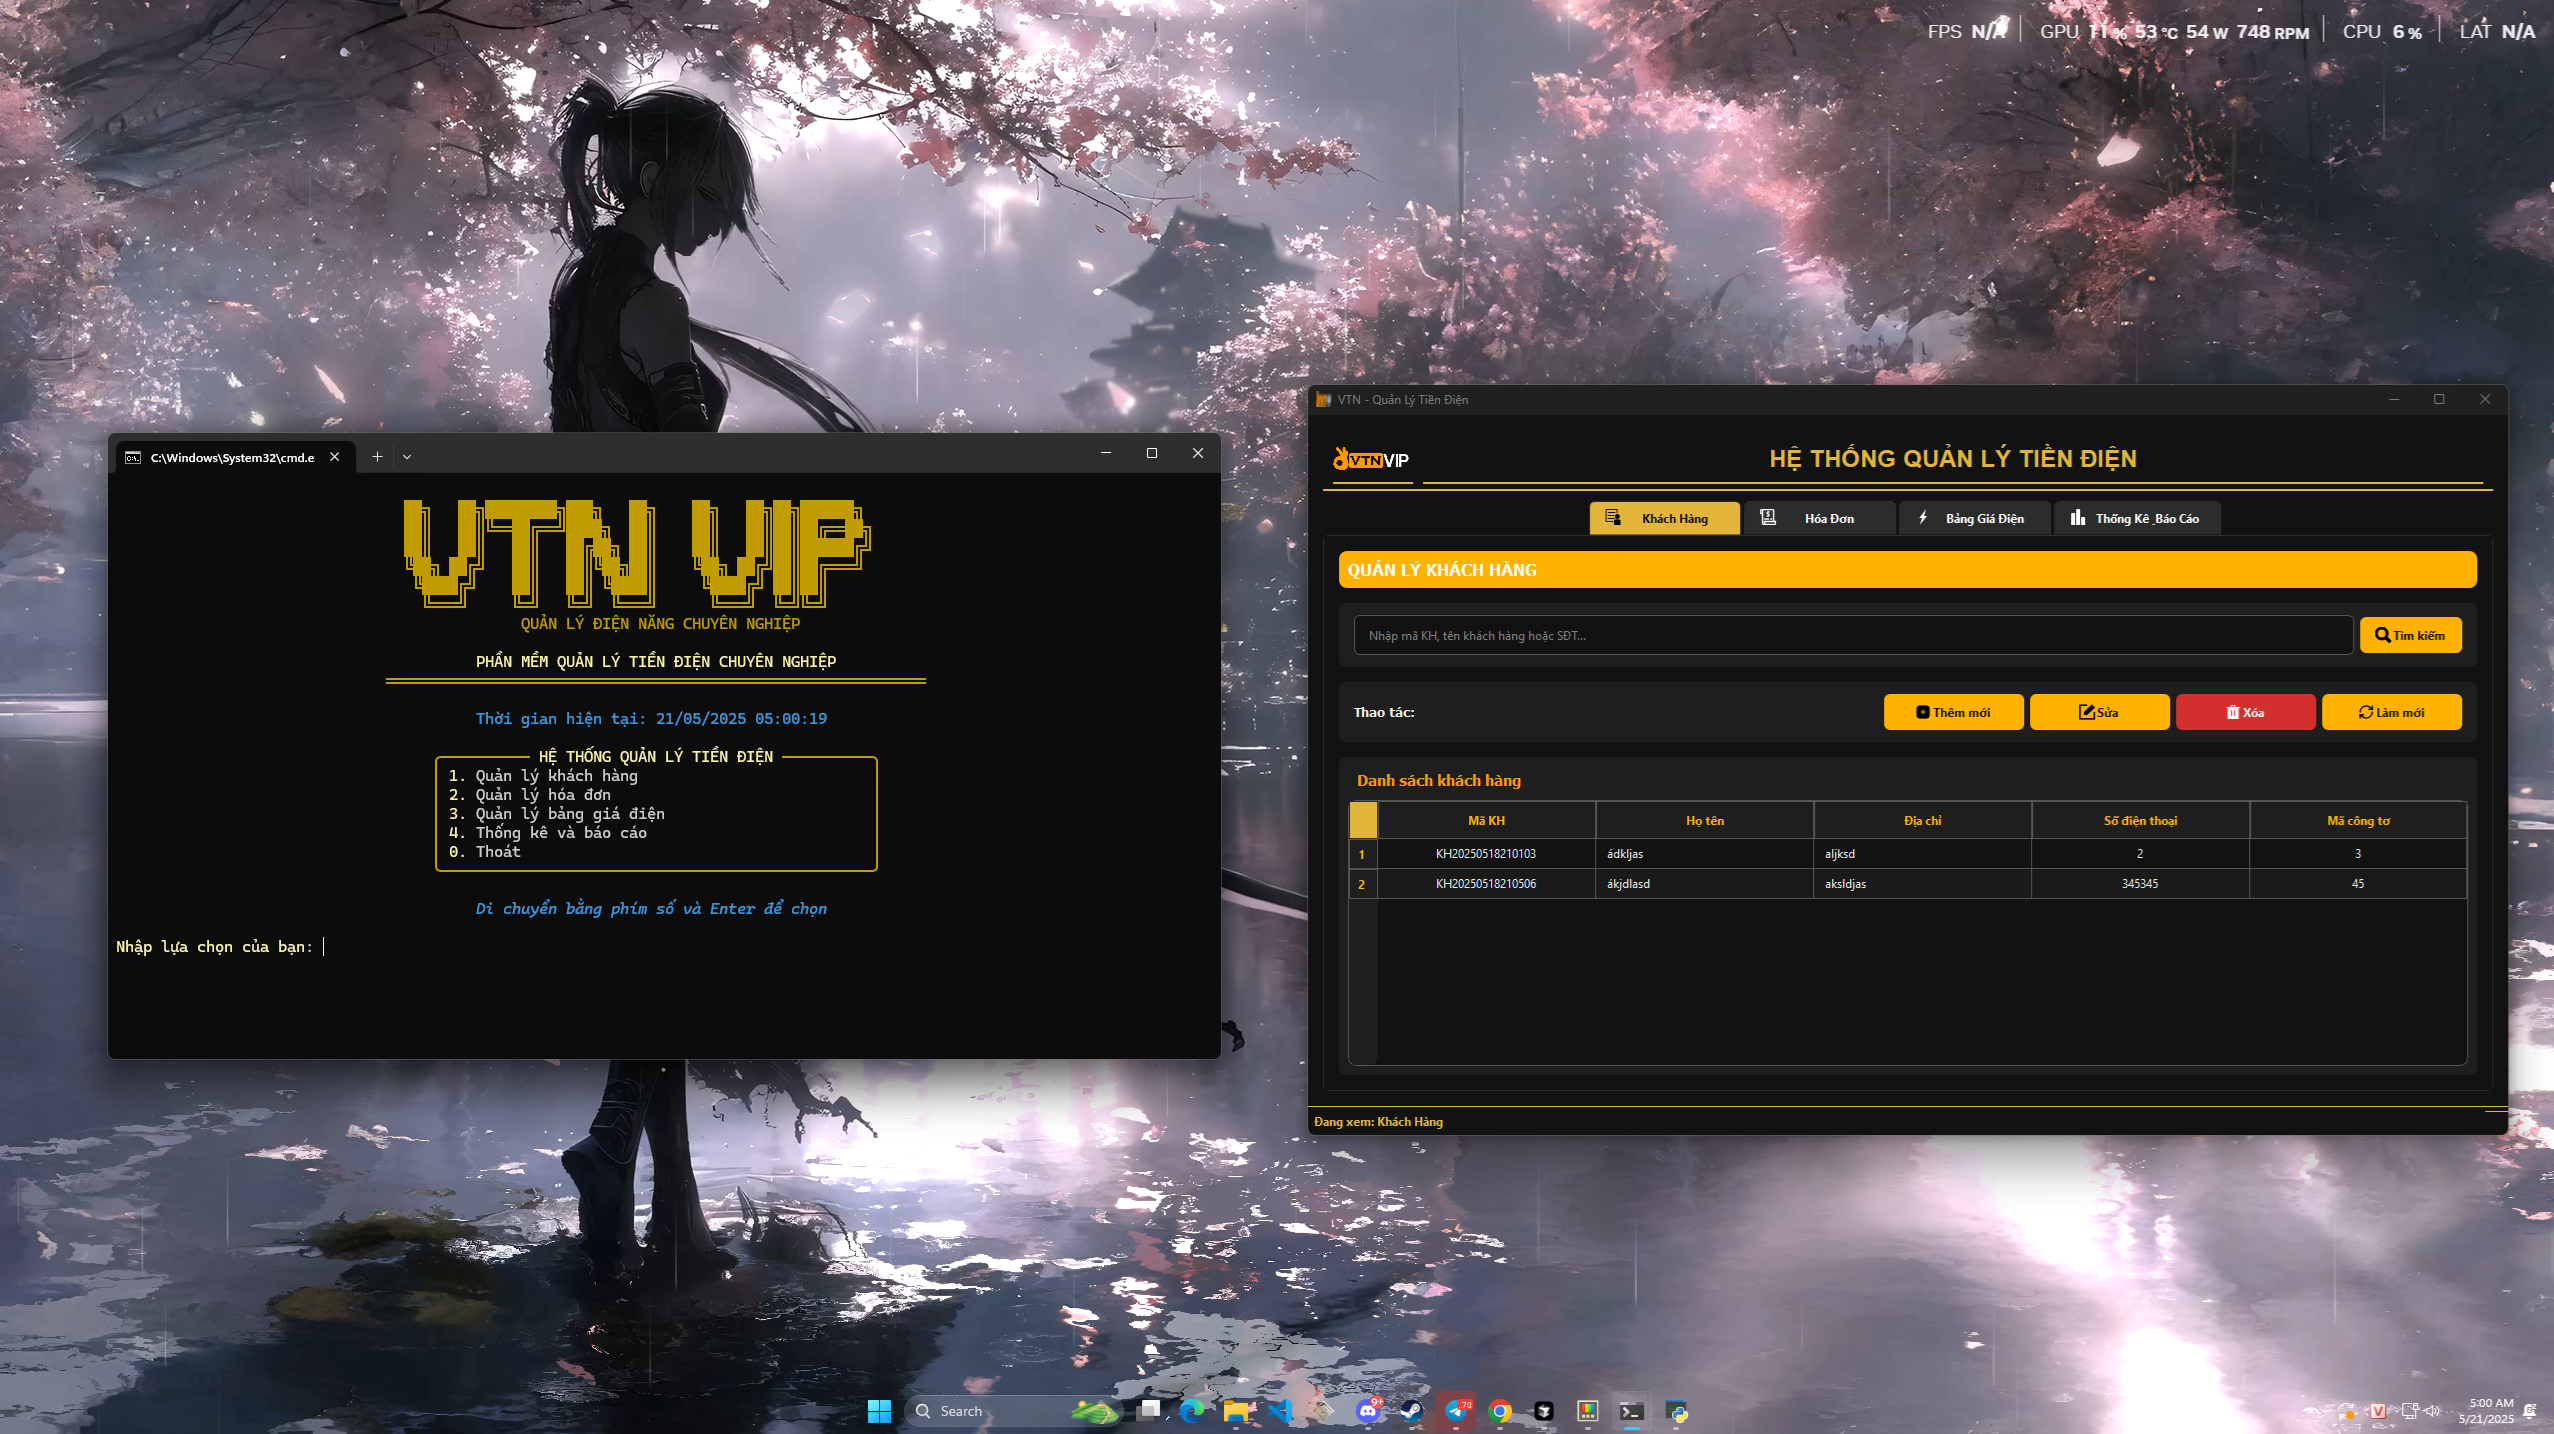 FPS N/A GPU 11 % 53 °C 54 W 748 RPM CPU 6 % LAT N/A
C:\Windows\System32\cmd.e
VTN VIP
QUẢN LÝ ĐIỆN NĂNG CHUYÊN NGHIỆP
PHẦN MỀM QUẢN LÝ TIỀN ĐIỆN CHUYÊN NGHIỆP
Thời gian hiện tại: 21/05/2025 05:00:19
HỆ THỐNG QUẢN LÝ TIỀN ĐIỆN
1. Quản lý khách hàng
2. Quản lý hóa đơn
3. Quản lý bảng giá điện
4. Thống kê và báo cáo
0. Thoát
Di chuyển bằng phím số và Enter để chọn
Nhập lựa chọn của bạn:
VTN - Quản Lý Tiền Điện
VTN VIP
HỆ THỐNG QUẢN LÝ TIỀN ĐIỆN
Khách Hàng Hóa Đơn Bảng Giá Điện Thống Kê _Báo Cáo
QUẢN LÝ KHÁCH HÀNG
Nhập mã KH, tên khách hàng hoặc SĐT... Tìm kiếm
Thao tác: Thêm mới Sửa Xóa Làm mới
Danh sách khách hàng
Mã KH Họ tên Địa chỉ Số điện thoại Mã công tơ
1 KH20250518210103 ádkljas aljksd 2 3
2 KH20250518210506 ákjdlasd aksldjas 345345 45
Đang xem: Khách Hàng
Search 9+ .70 V 5:00 AM
5/21/2025